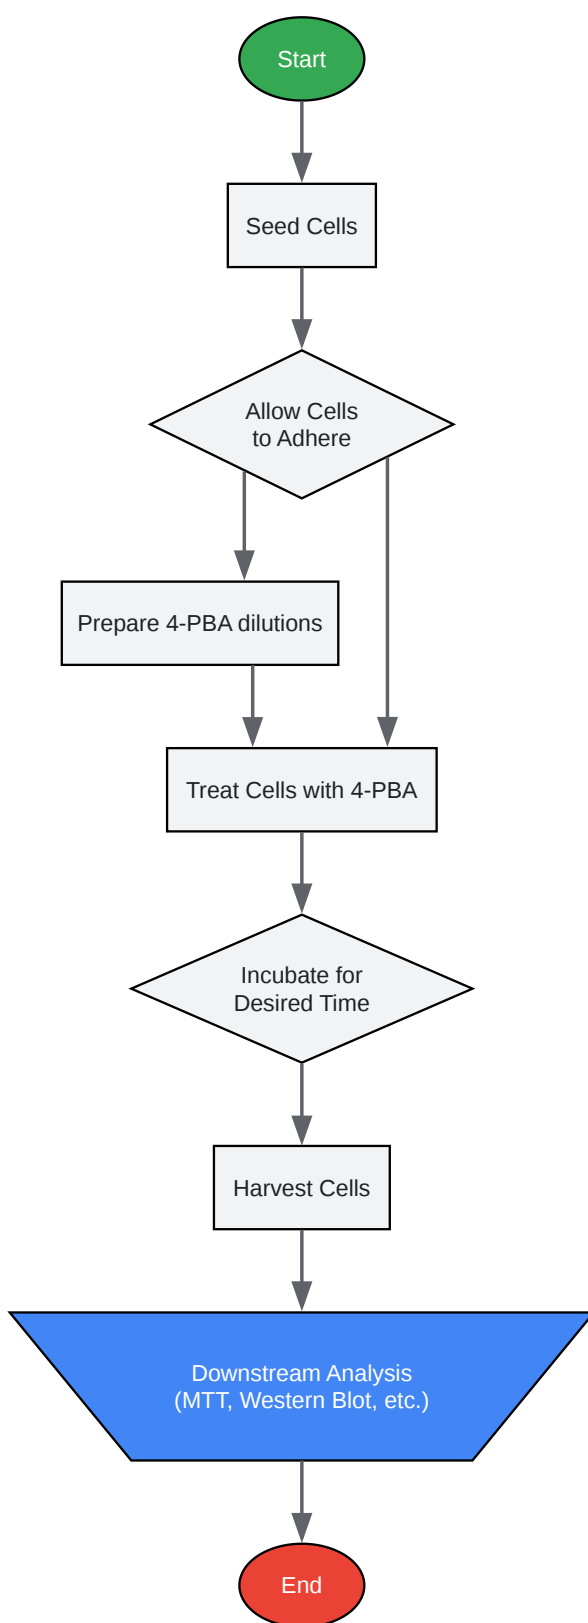 Start
Seed Cells
Allow Cells
to Adhere
Prepare 4-PBA dilutions
Treat Cells with 4-PBA
Incubate for
Desired Time
Harvest Cells
Downstream Analysis
(MTT, Western Blot, etc.)
End